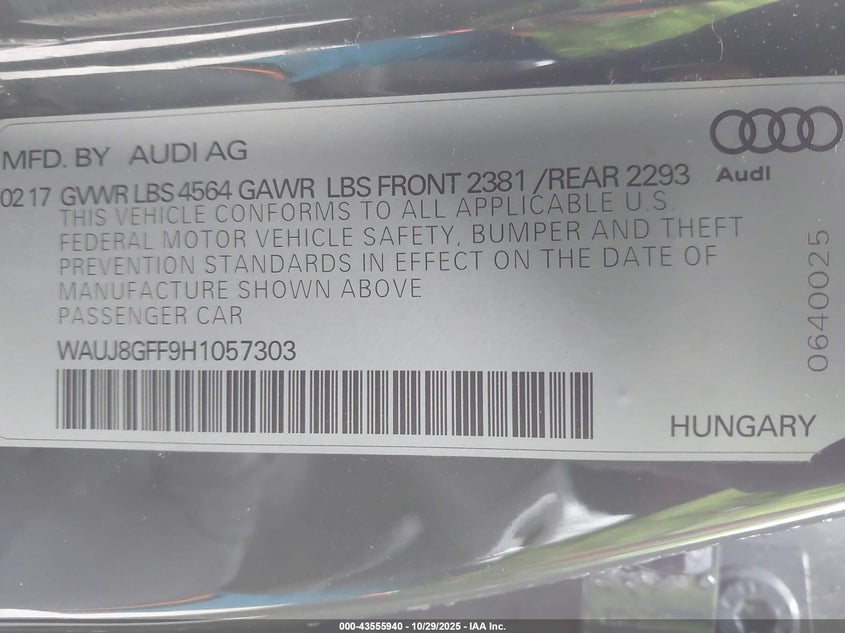 MFD. BY AUDI AG
Audi
02 17 GVWR LBS 4564 GAWR LBS FRONT 2381 /REAR 2293
THIS VEHICLE CONFORMS TO ALL APPLICABLE U.S.
FEDERAL MOTOR VEHICLE SAFETY, BUMPER AND THEFT
PREVENTION STANDARDS IN EFFECT ON THE DATE OF
MANUFACTURE SHOWN ABOVE
PASSENGER CAR
WAUJ8GFF9H1057303
0640025
HUNGARY
000-43555940 - 10/29/2025 - IAA Inc.